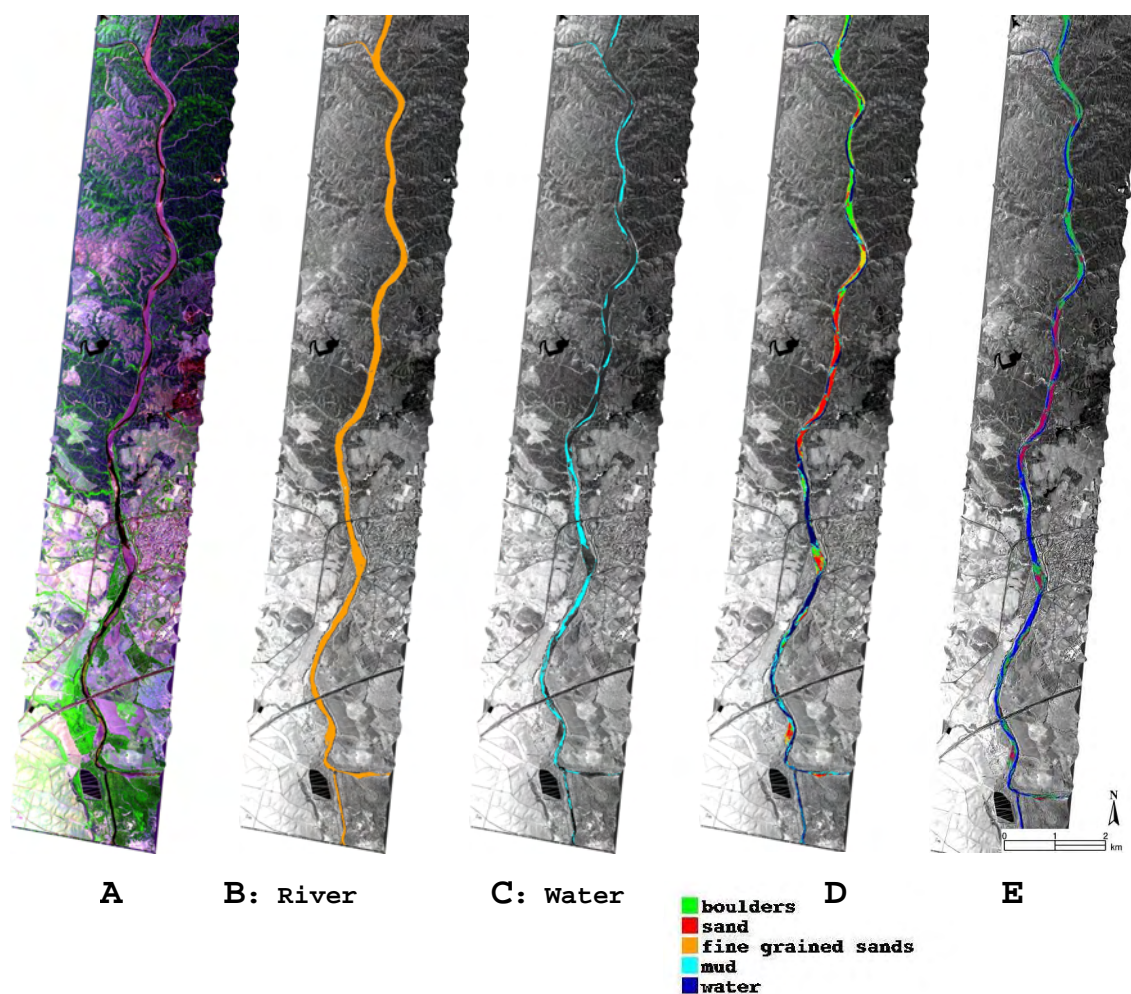 N
0 1 2
km
A B: River C: Water D E
boulders
sand
fine grained sands
mud
water